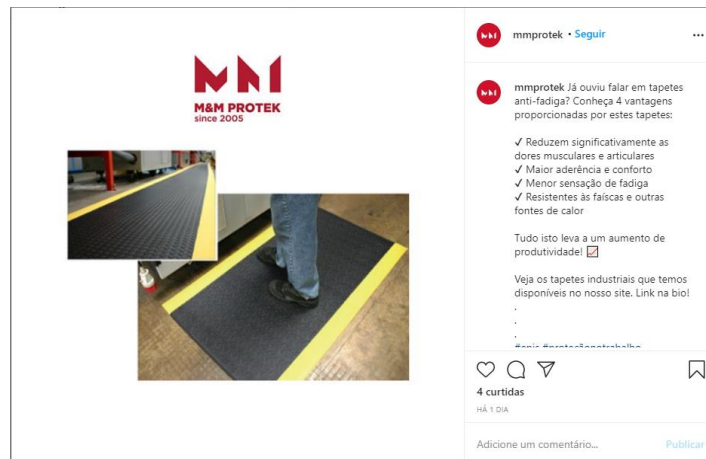 M&M PROTEK
since 2005
mmprotek • Seguir
mmprotek Já ouviu falar em tapetes
anti-fadiga? Conheça 4 vantagens
proporcionadas por estes tapetes:
✓ Reduzem significativamente as
dores musculares e articulares
✓ Maior aderência e conforto
✓ Menor sensação de fadiga
✓ Resistentes às faíscas e outras
fontes de calor
Tudo isto leva a um aumento de
produtividade! 📈
Veja os tapetes industriais que temos
disponíveis no nosso site. Link na bio!
.
.
.
#epis #proteçãonotrabalho
4 curtidas
HÁ 1 DIA
Adicione um comentário... Publicar